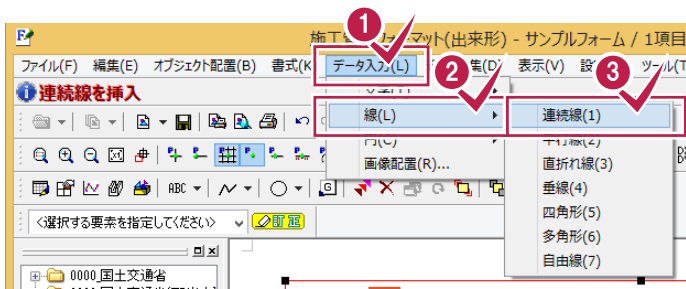 1
施工 フォーマット(出来形) - サンプルフォーム / 1項目
ファイル(F) 編集(E) オブジェクト配置(B) 書式(K データ入力(L) 集(D) 表示(V) 設 ツール(T
2
3
連続線を挿入
線(L)
連続線(1)
円(C)
平行線(2)
画像配置(R)...
直折れ線(3)
ABC
G
垂線(4)
<選択する要素を指定してください>
訂正
四角形(5)
多角形(6)
自由線(7)
0000_国土交通省